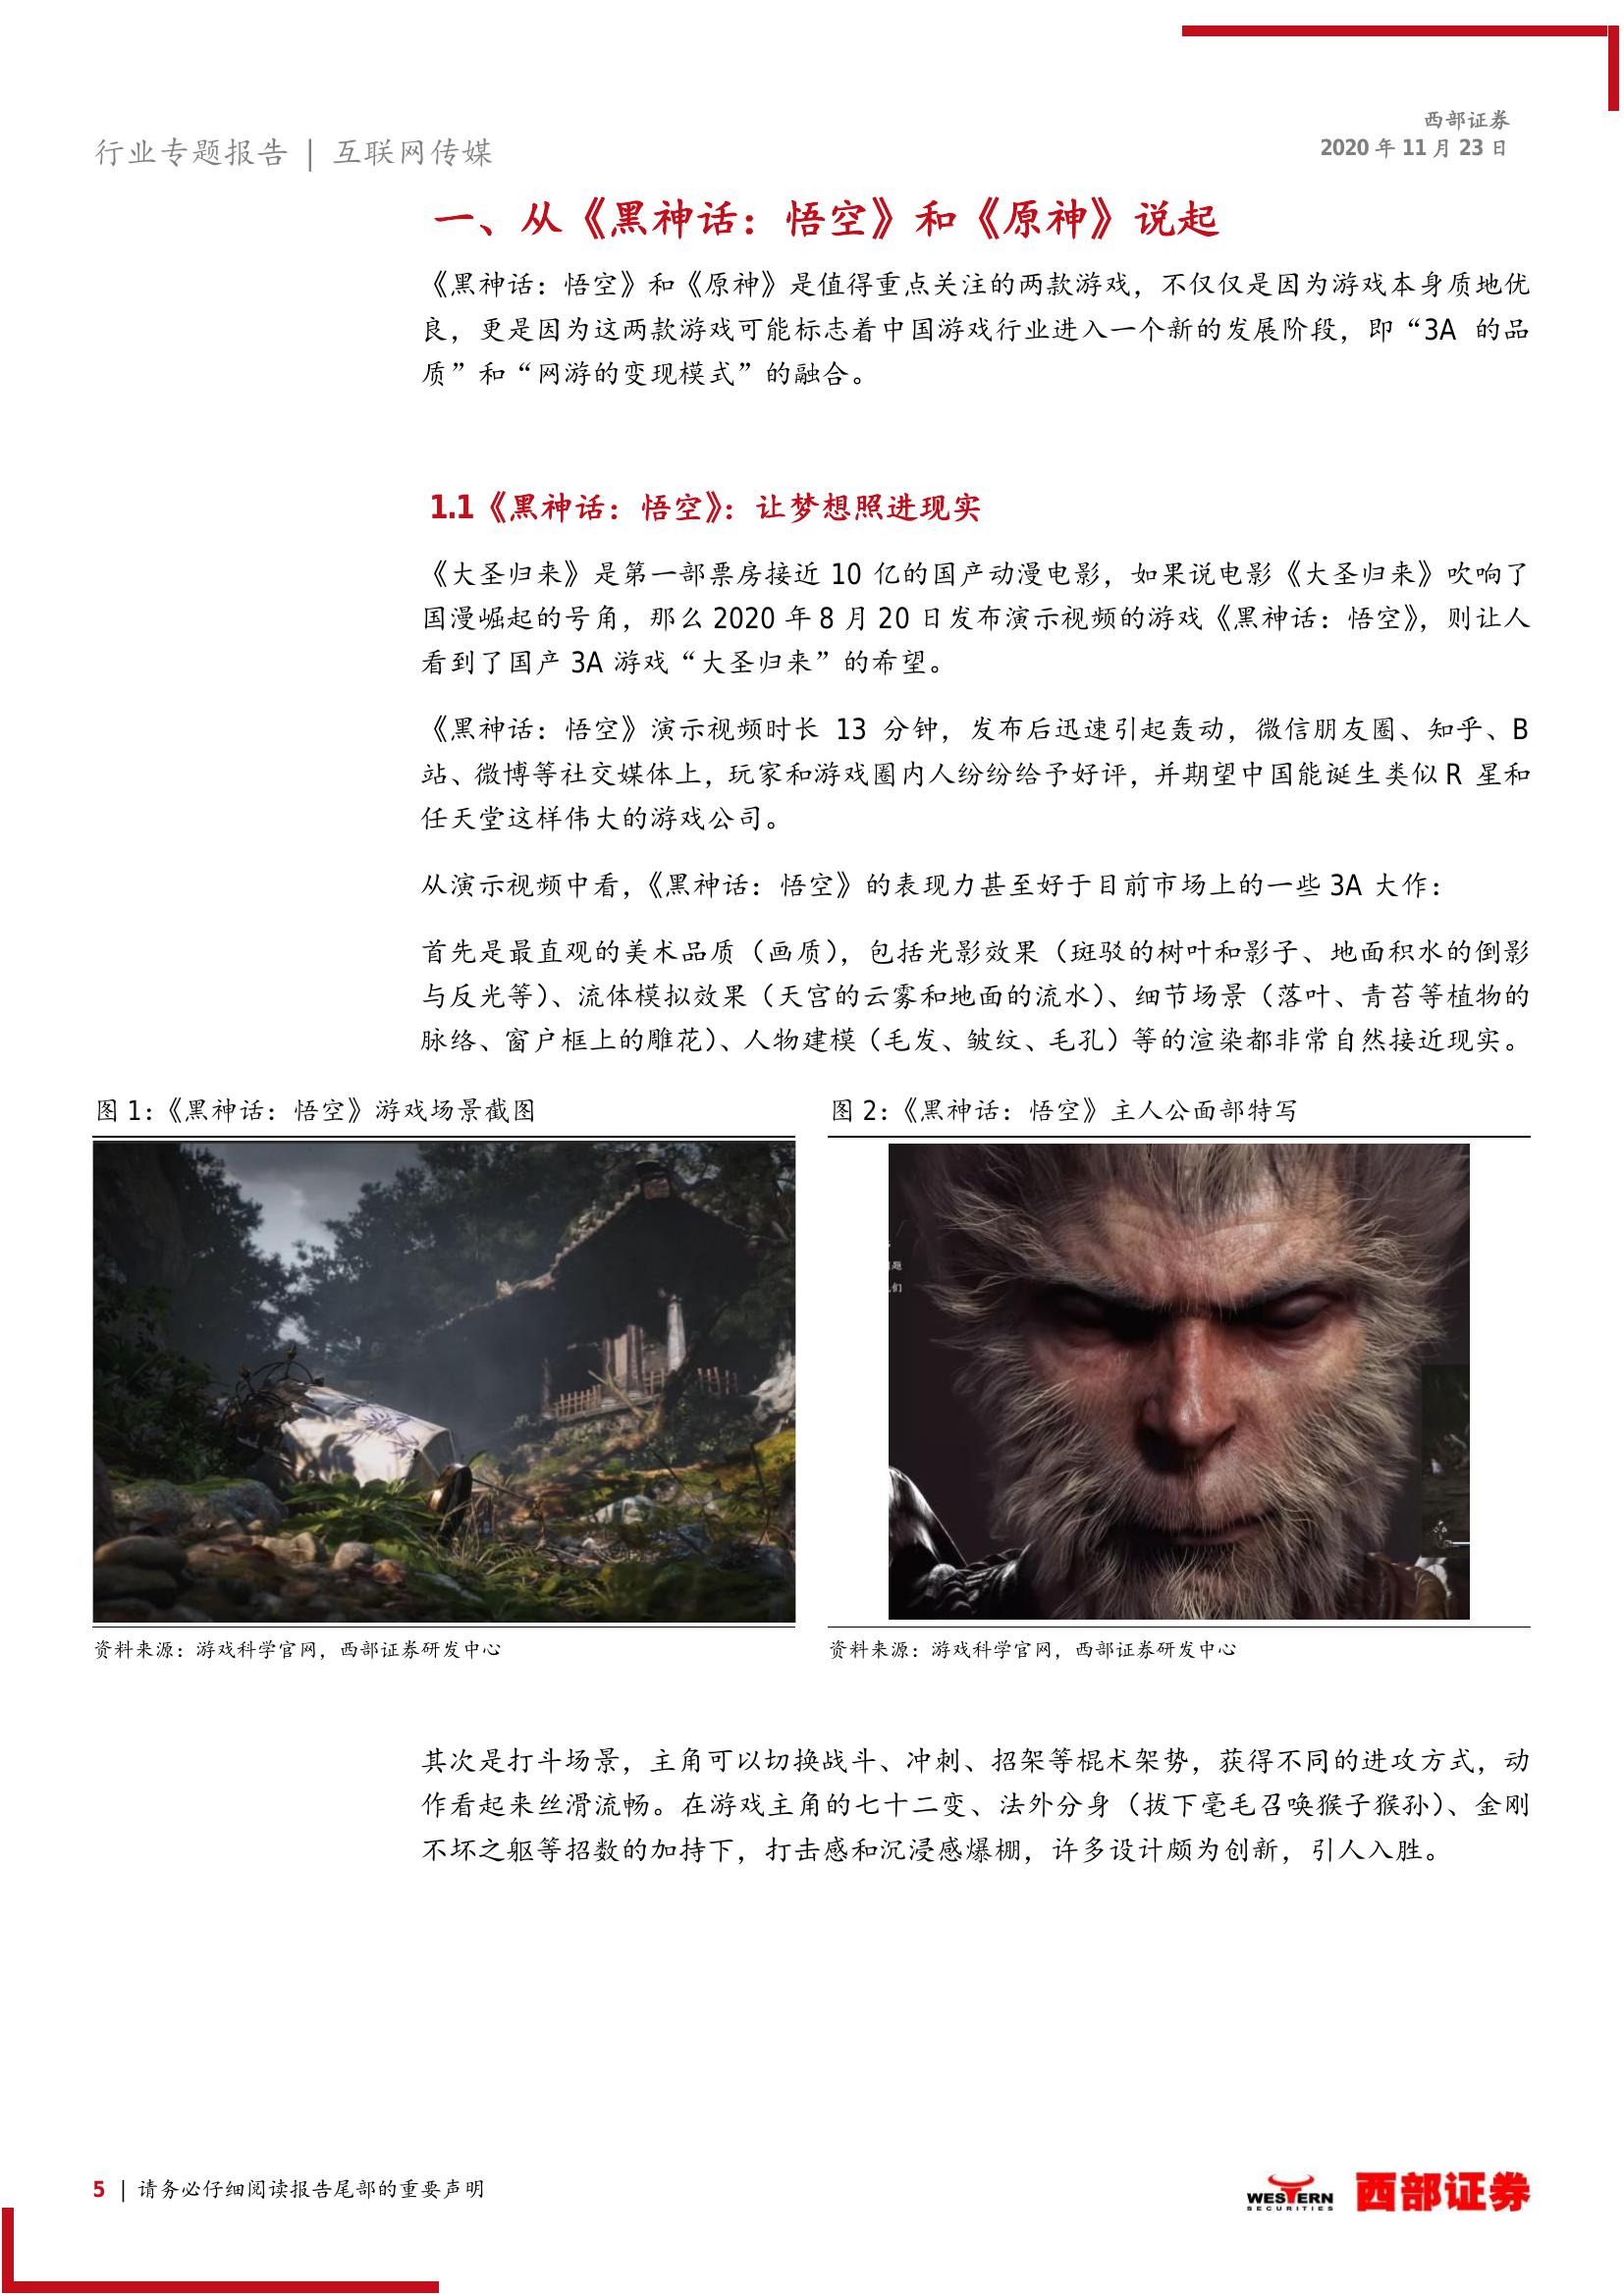 西部证券
2020 年 11 月 23 日
行业专题报告 | 互联网传媒
一、从《黑神话：悟空》和《原神》说起
《黑神话：悟空》和《原神》是值得重点关注的两款游戏，不仅仅是因为游戏本身质地优
良，更是因为这两款游戏可能标志着中国游戏行业进入一个新的发展阶段，即“3A 的品
质”和“网游的变现模式”的融合。
1.1《黑神话：悟空》：让梦想照进现实
《大圣归来》是第一部票房接近 10 亿的国产动漫电影，如果说电影《大圣归来》吹响了
国漫崛起的号角，那么 2020 年 8 月 20 日发布演示视频的游戏《黑神话：悟空》，则让人
看到了国产 3A 游戏“大圣归来”的希望。
《黑神话：悟空》演示视频时长 13 分钟，发布后迅速引起轰动，微信朋友圈、知乎、B
站、微博等社交媒体上，玩家和游戏圈内人纷纷给予好评，并期望中国能诞生类似 R 星和
任天堂这样伟大的游戏公司。
从演示视频中看，《黑神话：悟空》的表现力甚至好于目前市场上的一些 3A 大作：
首先是最直观的美术品质（画质），包括光影效果（斑驳的树叶和影子、地面积水的倒影
与反光等）、流体模拟效果（天宫的云雾和地面的流水）、细节场景（落叶、青苔等植物的
脉络、窗户框上的雕花）、人物建模（毛发、皱纹、毛孔）等的渲染都非常自然接近现实。
图 1：《黑神话：悟空》游戏场景截图
图 2：《黑神话：悟空》主人公面部特写
题
们
资料来源：游戏科学官网，西部证券研发中心
资料来源：游戏科学官网，西部证券研发中心
其次是打斗场景，主角可以切换战斗、冲刺、招架等棍术架势，获得不同的进攻方式，动
作看起来丝滑流畅。在游戏主角的七十二变、法外分身（拔下毫毛召唤猴子猴孙）、金刚
不坏之躯等招数的加持下，打击感和沉浸感爆棚，许多设计颇为创新，引人入胜。
5 | 请务必仔细阅读报告尾部的重要声明
WESTERN
SECURITIES
西部证券